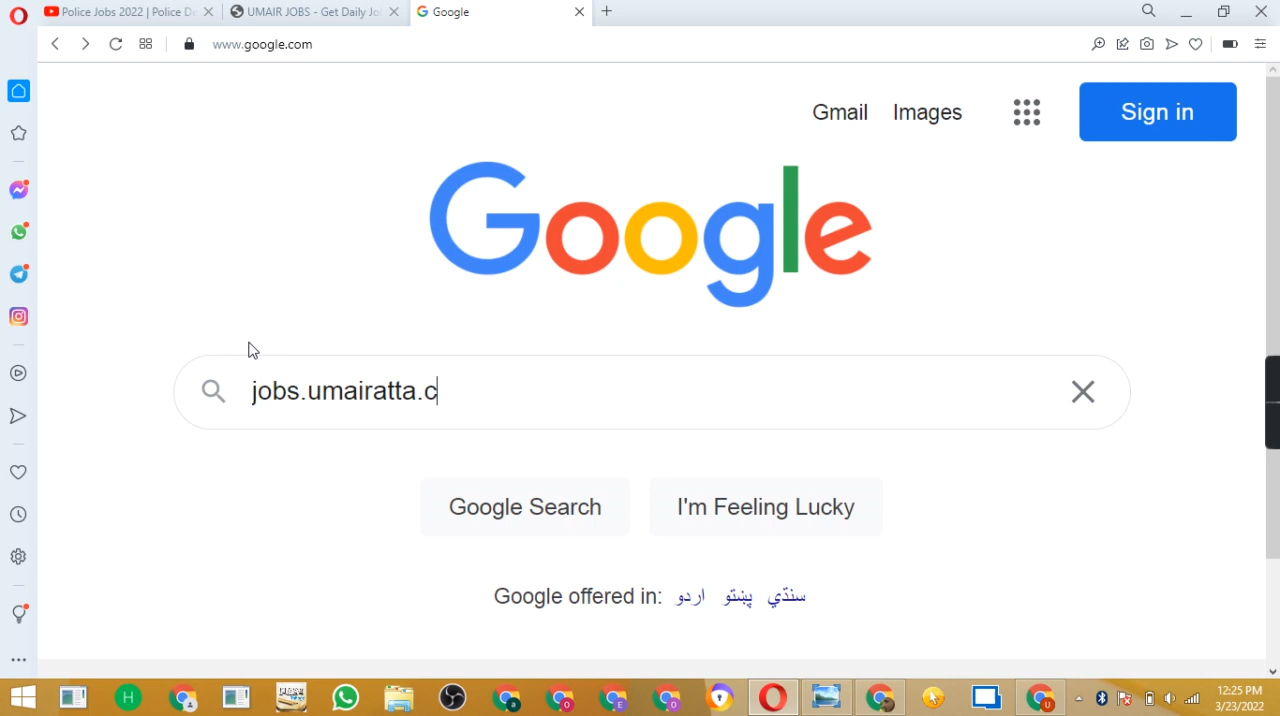 Police Jobs 2022 | Police De
UMAIR JOBS - Get Daily Jo
Google
www.google.com
Gmail Images Sign in
Google
jobs.umairatta.c
Google Search I'm Feeling Lucky
Google offered in: اردو پښتو سنڌي
H a O E O U
12:25 PM
3/23/2022